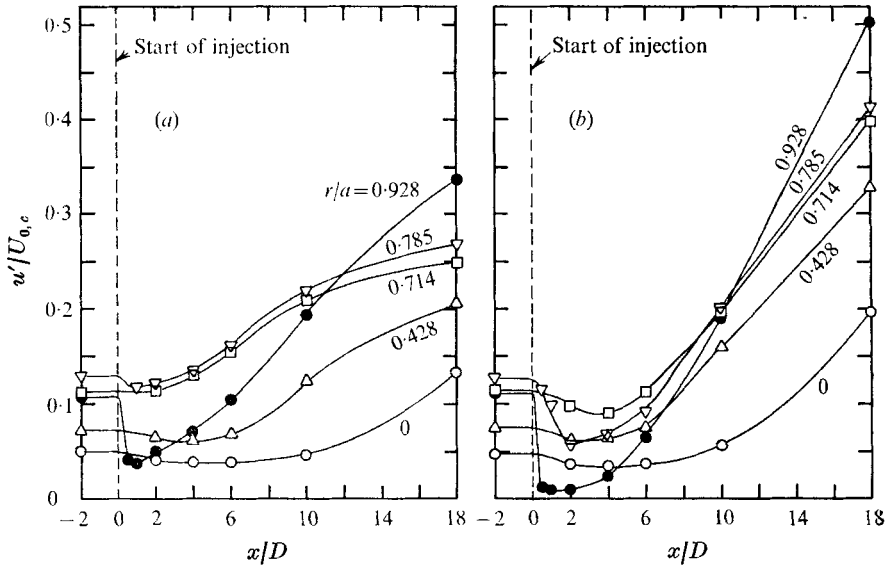 0·5
0·4
0·3
0·2
0·1
0
u′/U0,c
Start of injection
(a)
r/a=0·928
0·785
0·714
0·428
0
−2 0 2 6 10 14 18
x/D
Start of injection
(b)
0·928
0·785
0·714
0·428
0
−2 0 2 6 10 14 18
x/D